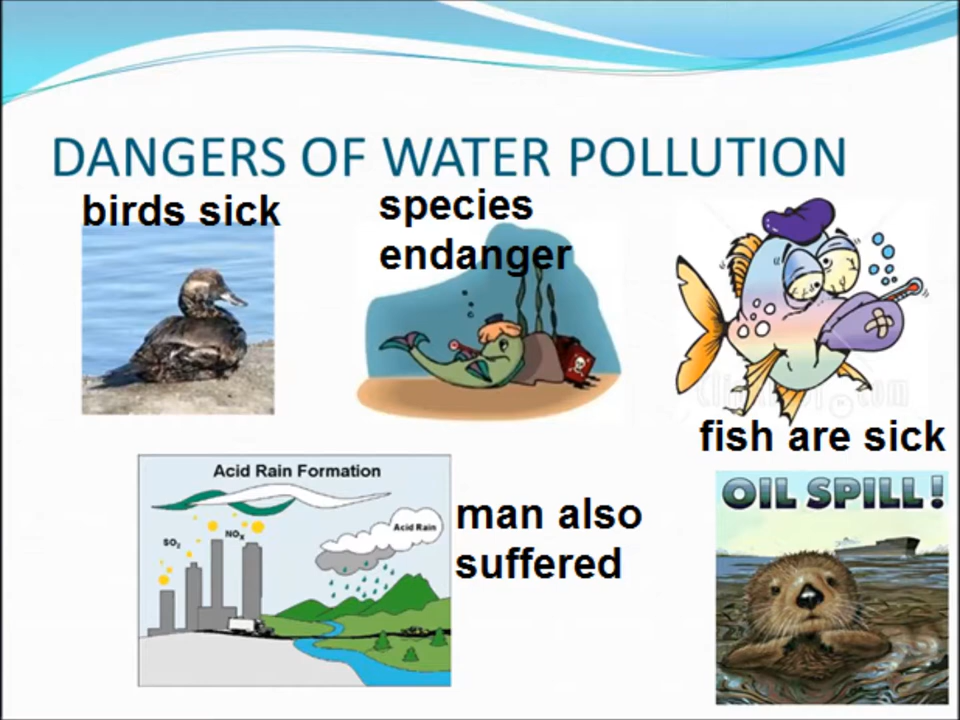 DANGERS OF WATER POLLUTION
birds sick
species
endanger
fish are sick
Acid Rain Formation
SO2
NOX
Acid Rain
man also
suffered
OIL SPILL!